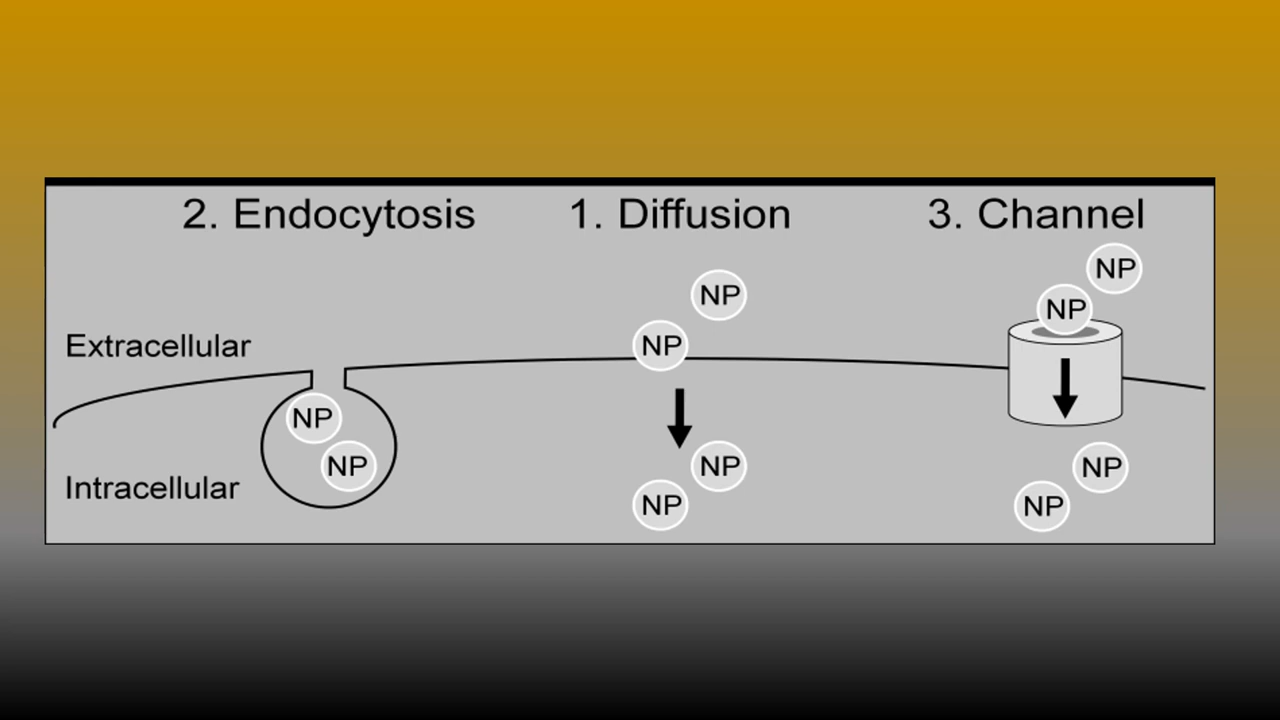 2. Endocytosis
1. Diffusion
3. Channel
NP
NP
NP
NP
Extracellular
NP
NP
NP
NP
NP
Intracellular
NP
NP